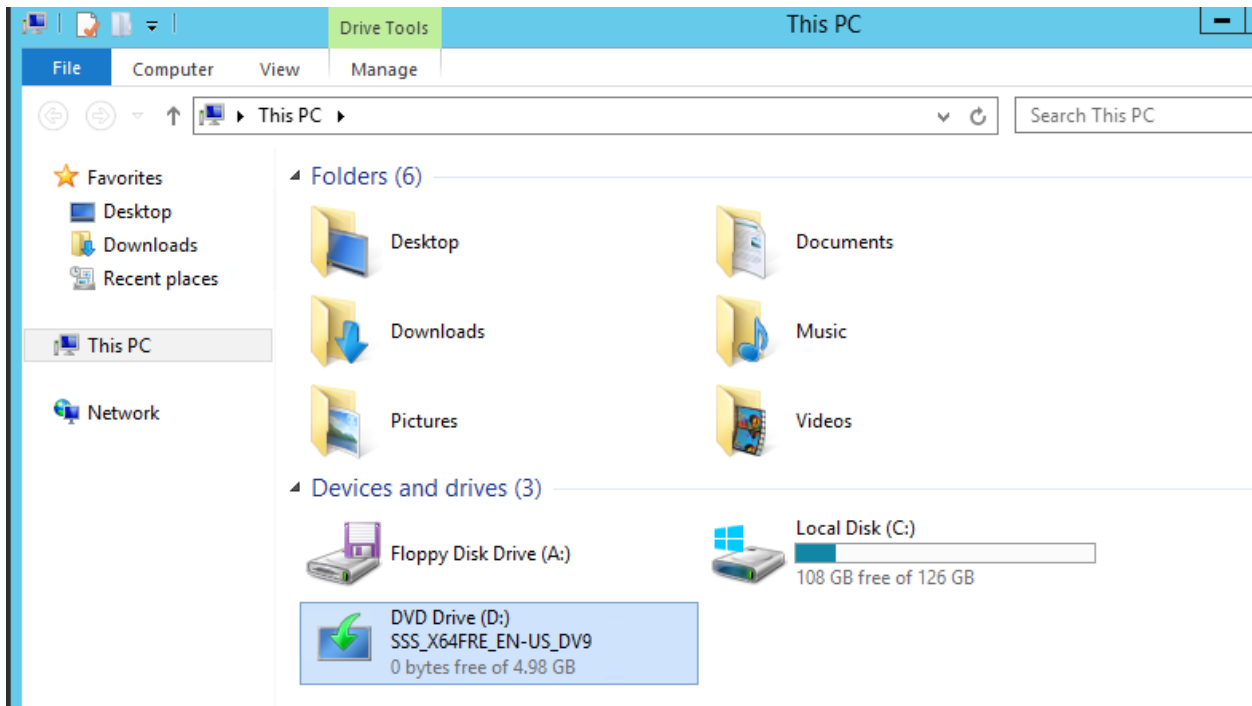 Drive Tools
This PC
File
Computer
View
Manage
This PC
Search This PC
Favorites
Desktop
Downloads
Recent places
This PC
Network
Folders (6)
Desktop
Documents
Downloads
Music
Pictures
Videos
Devices and drives (3)
Floppy Disk Drive (A:)
Local Disk (C:)
108 GB free of 126 GB
DVD Drive (D:)
SSS_X64FRE_EN-US_DV9
0 bytes free of 4.98 GB